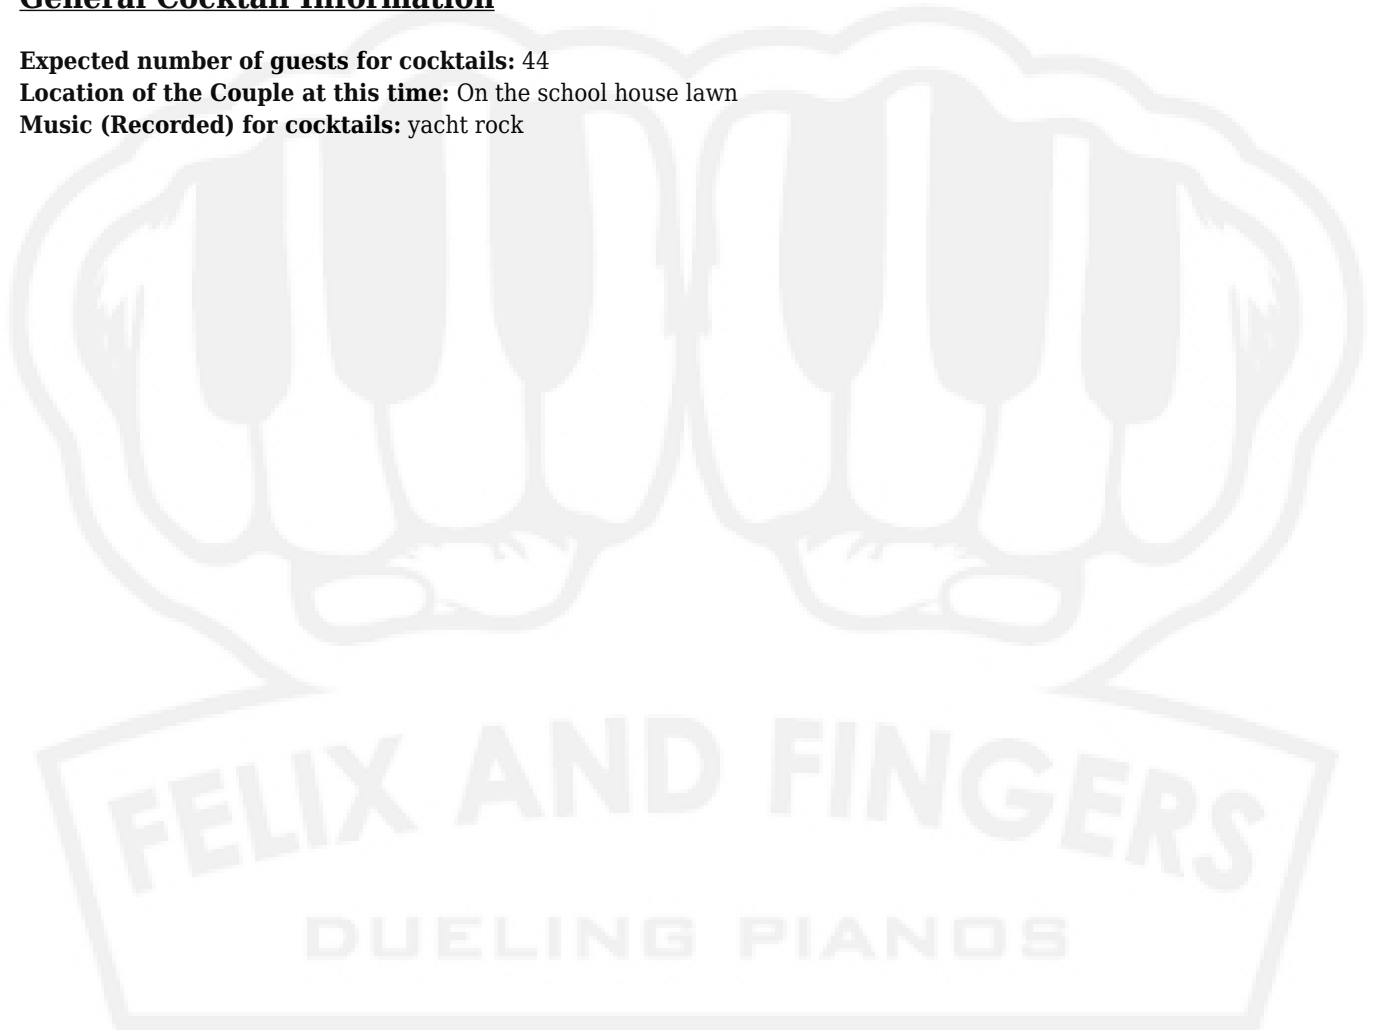 General Cocktail Information
Expected number of guests for cocktails: 44
Location of the Couple at this time: On the school house lawn
Music (Recorded) for cocktails: yacht rock
FELIX AND FINGERS
DUELING PIANOS